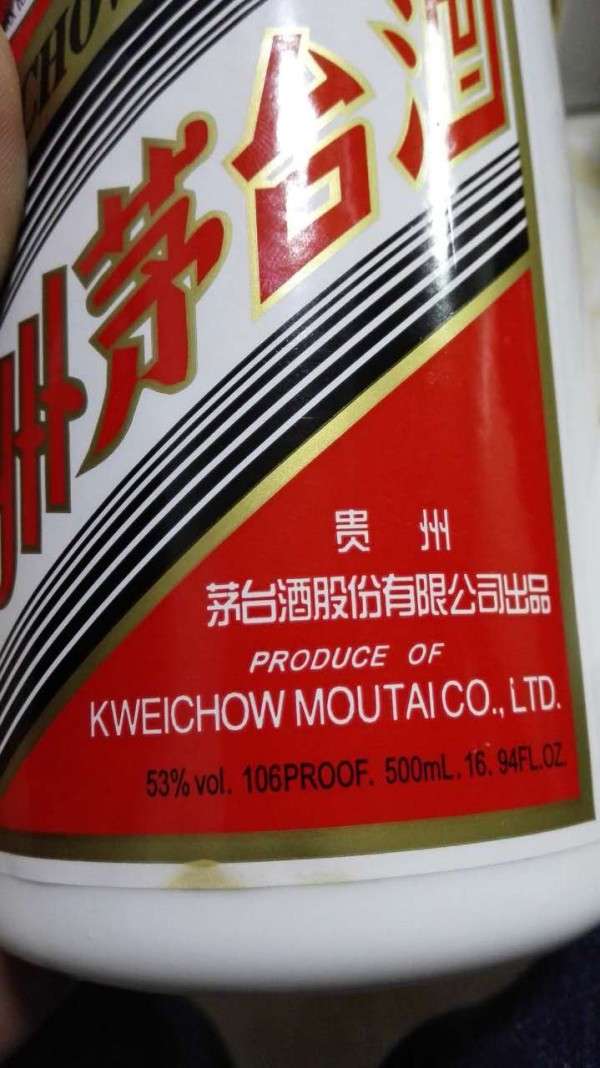 CHOW
州茅台酒
贵 州
茅台酒股份有限公司出品
PRODUCE OF
KWEICHOW MOUTAI CO., LTD.
53% vol. 106PROOF. 500mL. 16. 94FL.OZ.